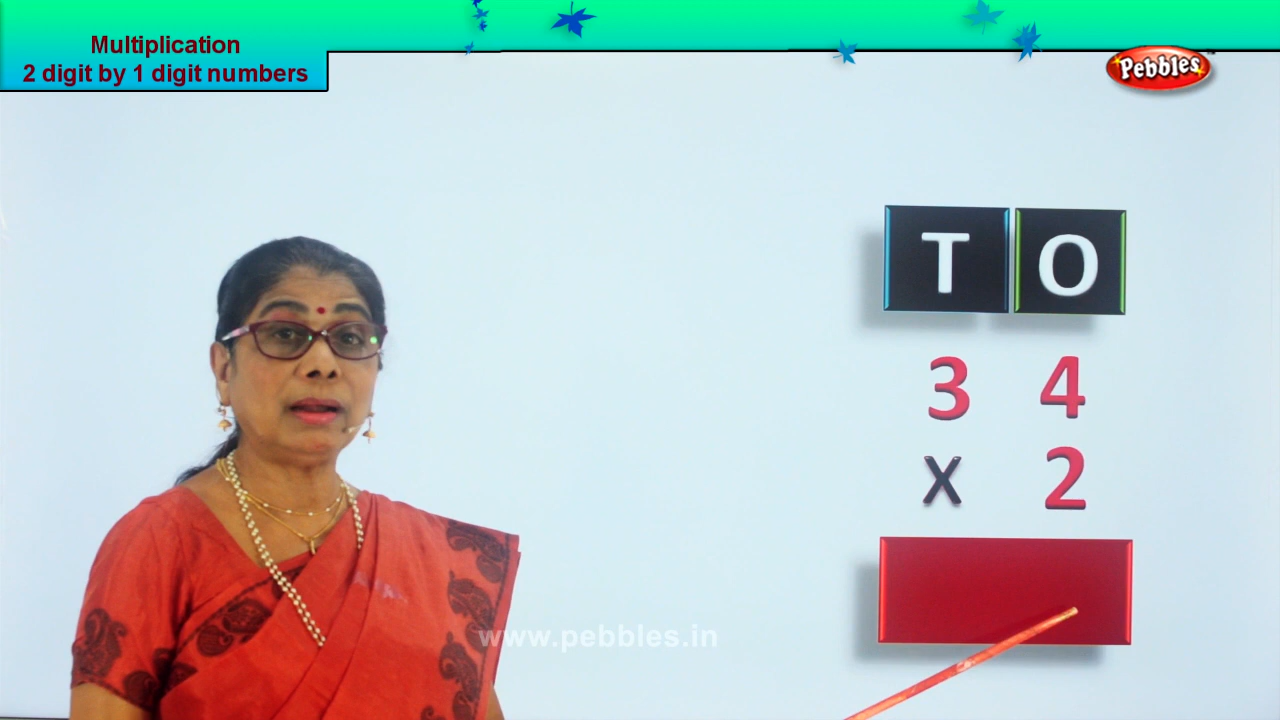 Multiplication
2 digit by 1 digit numbers
Pebbles
T O
3 4
x 2
www.pebbles.in